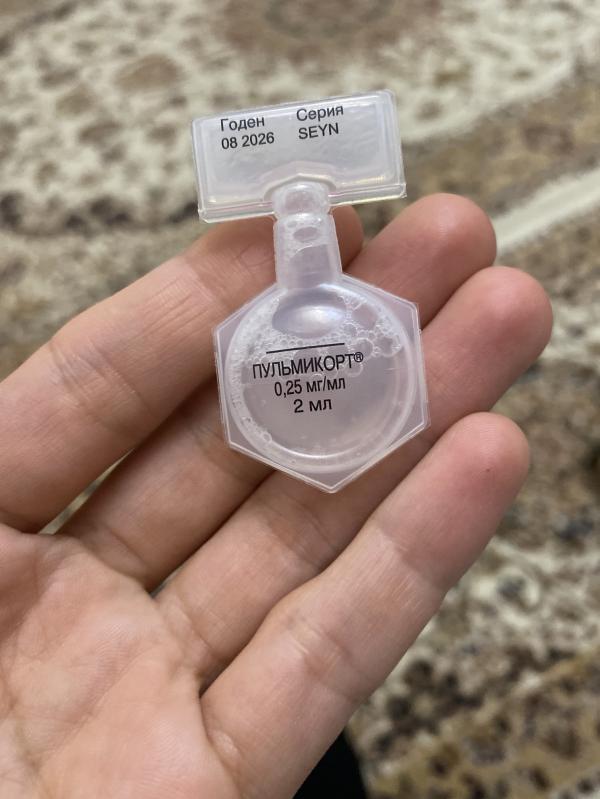 Годен Серия
08 2026 SEYN
ПУЛЬМИКОРТ®
0,25 мг/мл
2 мл